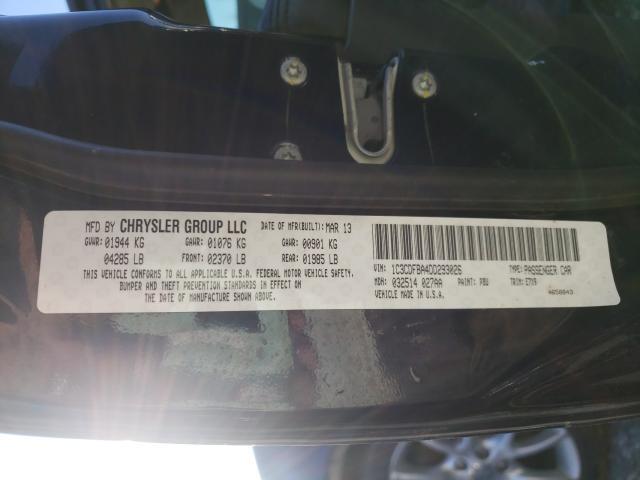 MFD BY CHRYSLER GROUP LLC DATE OF MFR(BUILT): MAR 13
GVWR: 01944 KG GAWR: 01076 KG GAWR: 00901 KG
04285 LB FRONT: 02370 LB REAR: 01985 LB
THIS VEHICLE CONFORMS TO ALL APPLICABLE U.S.A. FEDERAL MOTOR VEHICLE SAFETY,
BUMPER AND THEFT PREVENTION STANDARDS IN EFFECT ON
THE DATE OF MANUFACTURE SHOWN ABOVE.
VIN: 1C3CDFBA4DD293026 TYPE: PASSENGER CAR
MDH: 032514 027AA PAINT: PBU TRIM: E7X9
MADE IN U.S.A.